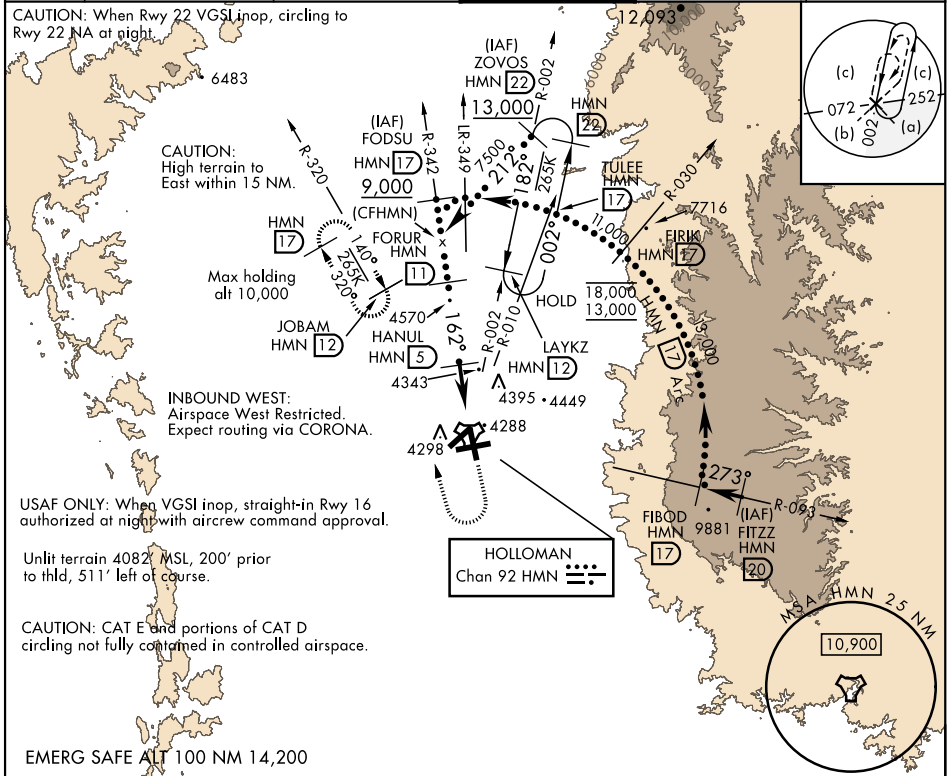 CAUTION: When Rwy 22 VGSI inop, circling to
Rwy 22 NA at night.
6483
12,093
(IAF)
ZOVOS
HMN 22
13,000
R-002
HMN
22
(IAF)
FODSU
HMN 17
9,000
R-342
LR-349
7500
212°
182°
265K
002°
TULEE
HMN
17
11,000
R-030
7716
FIRIK
HMN 17
18,000
13,000
HMN 17 Arc
13,000
CAUTION:
High terrain to
East within 15 NM.
R-320
HMN
17
140°
265K
320°
Max holding
alt 10,000
JOBAM
HMN 12
(CFHMN)
FORUR
HMN
11
4570
162°
HANUL
HMN 5
4343
R-002
R-010
HOLD
LAYKZ
HMN 12
4395
4449
4288
4298
INBOUND WEST:
Airspace West Restricted.
Expect routing via CORONA.
273°
R-093
9881
FIBOD
HMN
17
(IAF)
FITZZ
HMN
20
USAF ONLY: When VGSI inop, straight-in Rwy 16
authorized at night with aircrew command approval.
Unlit terrain 4082' MSL, 200' prior
to thld, 511' left of course.
HOLLOMAN
Chan 92 HMN
CAUTION: CAT E and portions of CAT D
circling not fully contained in controlled airspace.
EMERG SAFE ALT 100 NM 14,200
MSA HMN 25 NM
10,900
(c)
(c)
072
252
(b)
002
(a)